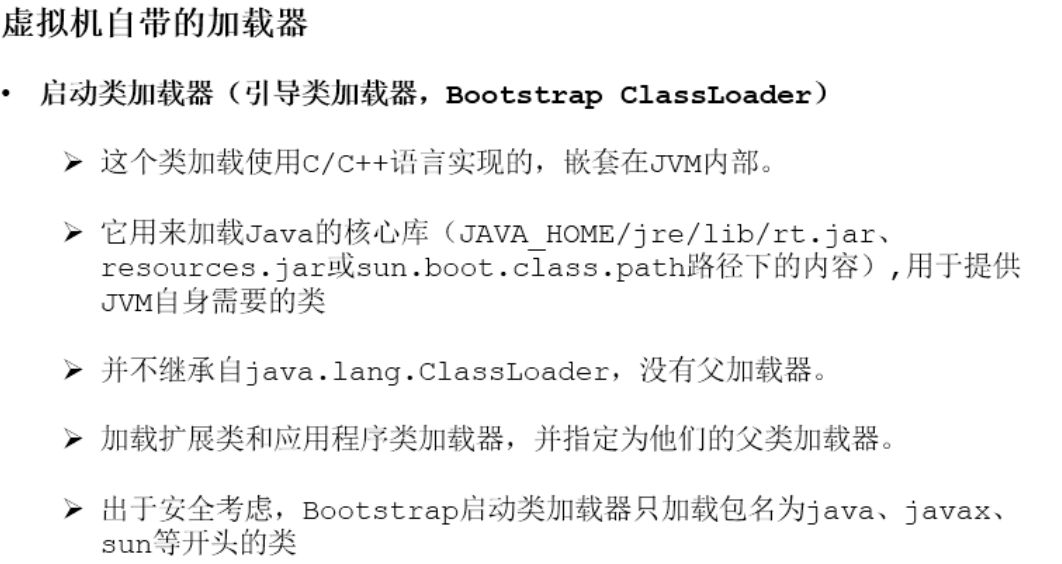 虚拟机自带的加载器
• 启动类加载器（引导类加载器，Bootstrap ClassLoader）
➢ 这个类加载使用C/C++语言实现的，嵌套在JVM内部。
➢ 它用来加载Java的核心库（JAVA_HOME/jre/lib/rt.jar、
resources.jar或sun.boot.class.path路径下的内容）,用于提供
JVM自身需要的类
➢ 并不继承自java.lang.ClassLoader，没有父加载器。
➢ 加载扩展类和应用程序类加载器，并指定为他们的父类加载器。
➢ 出于安全考虑，Bootstrap启动类加载器只加载包名为java、javax、
sun等开头的类